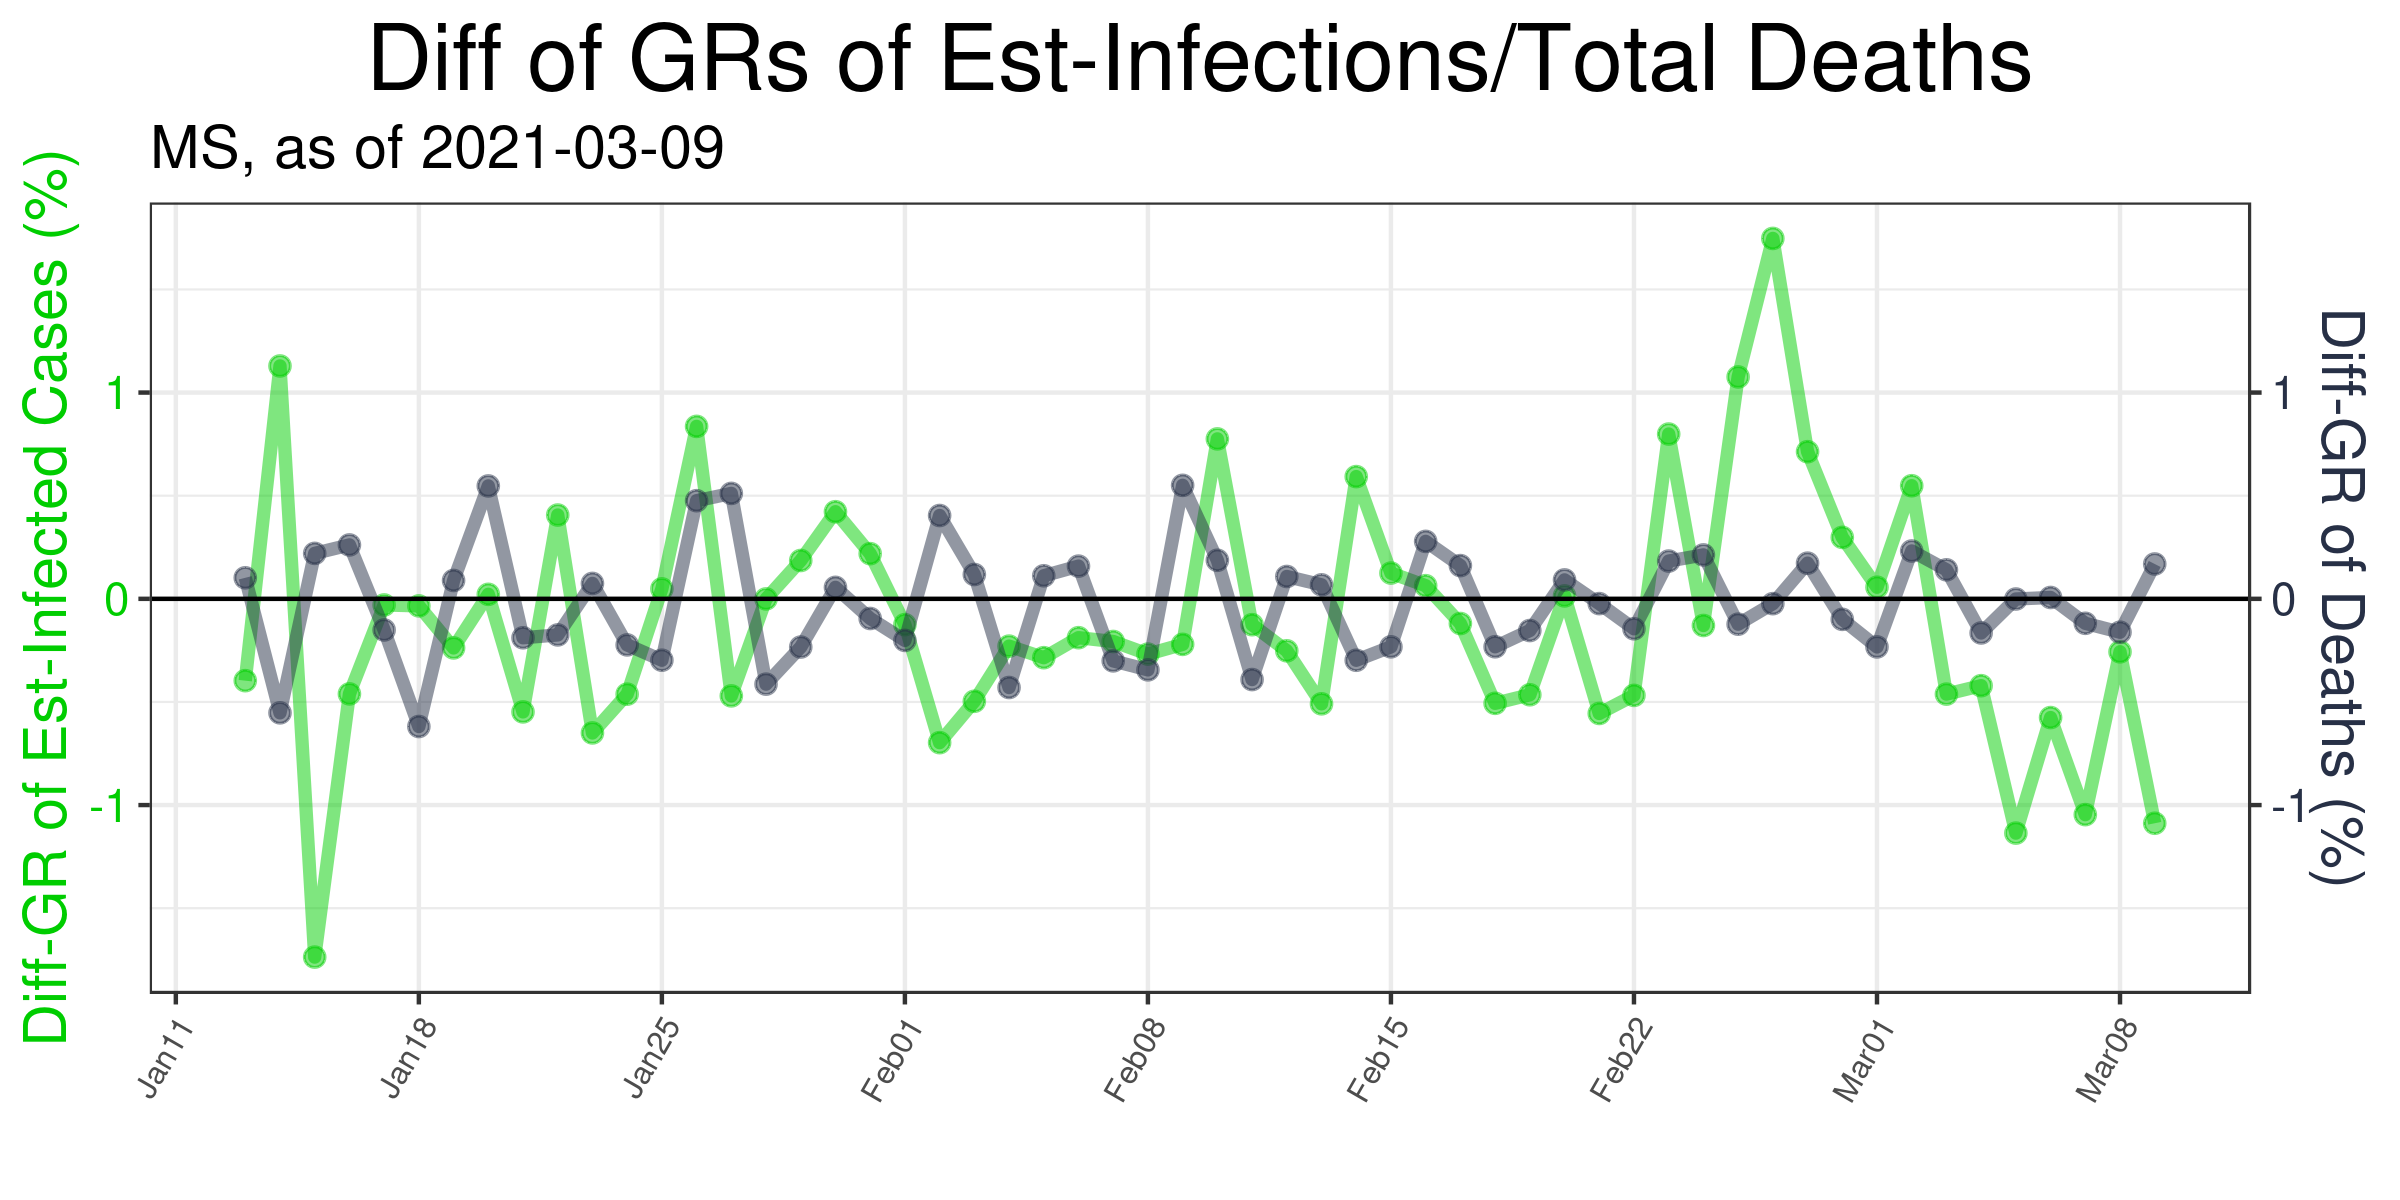 Diff of GRs of Est-Infections/Total Deaths
MS, as of 2021-03-09
Diff-GR of Est-Infected Cases (%)
1
0
-1
1
0
-1
Diff-GR of Deaths (%)
Jan11
Jan18
Jan25
Feb01
Feb08
Feb15
Feb22
Mar01
Mar08